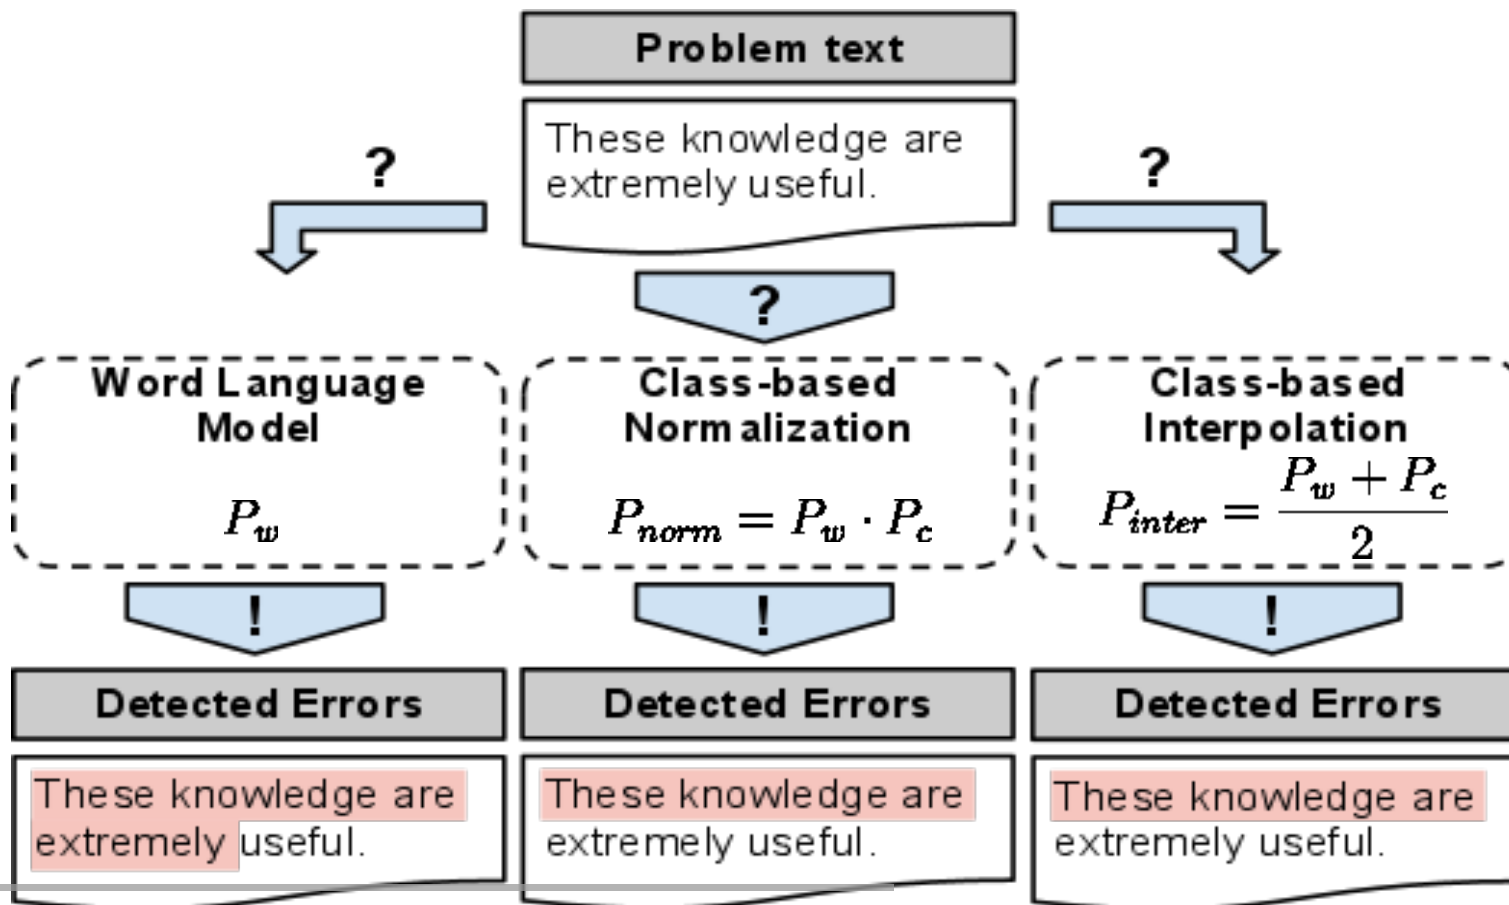 Problem text
These knowledge are
extremely useful.
?
?
?
Word Language
Model
P_w
Class-based
Normalization
P_norm = P_w · P_c
Class-based
Interpolation
P_inter = (P_w + P_c) / 2
!
!
!
Detected Errors
Detected Errors
Detected Errors
These knowledge are
extremely useful.
These knowledge are
extremely useful.
These knowledge are
extremely useful.